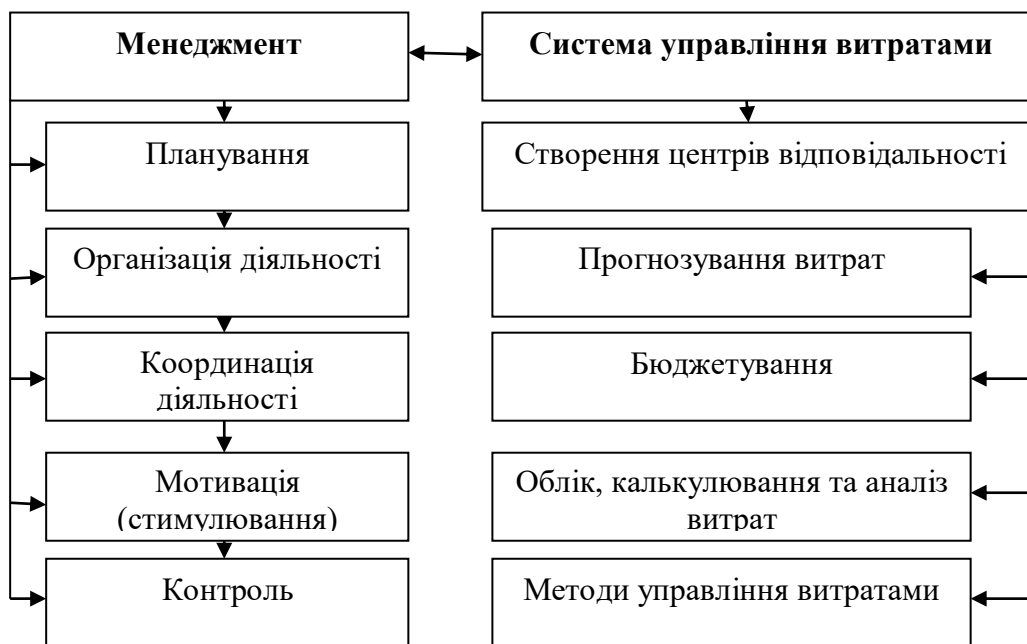 Менеджмент
Система управління витратами
Планування
Створення центрів відповідальності
Організація діяльності
Прогнозування витрат
Координація
діяльності
Бюджетування
Мотивація
(стимулювання)
Облік, калькулювання та аналіз
витрат
Контроль
Методи управління витратами